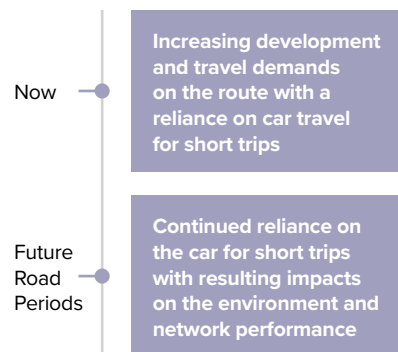 Now
Increasing development
and travel demands
on the route with a
reliance on car travel
for short trips
Future
Road
Periods
Continued reliance on
the car for short trips
with resulting impacts
on the environment and
network performance